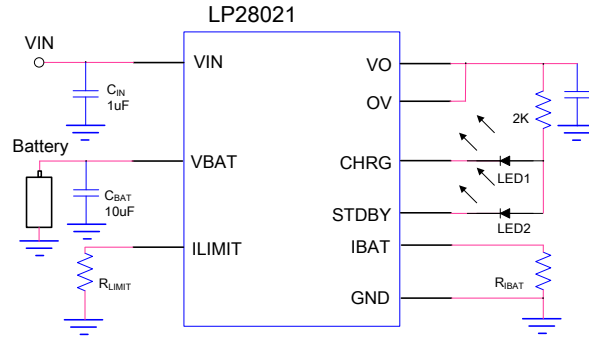 LP28021
VIN
VIN
VO
CIN
1uF
OV
2K
Battery
VBAT
CHRG
LED1
CBAT
10uF
STDBY
LED2
ILIMIT
IBAT
RLIMIT
RIBAT
GND